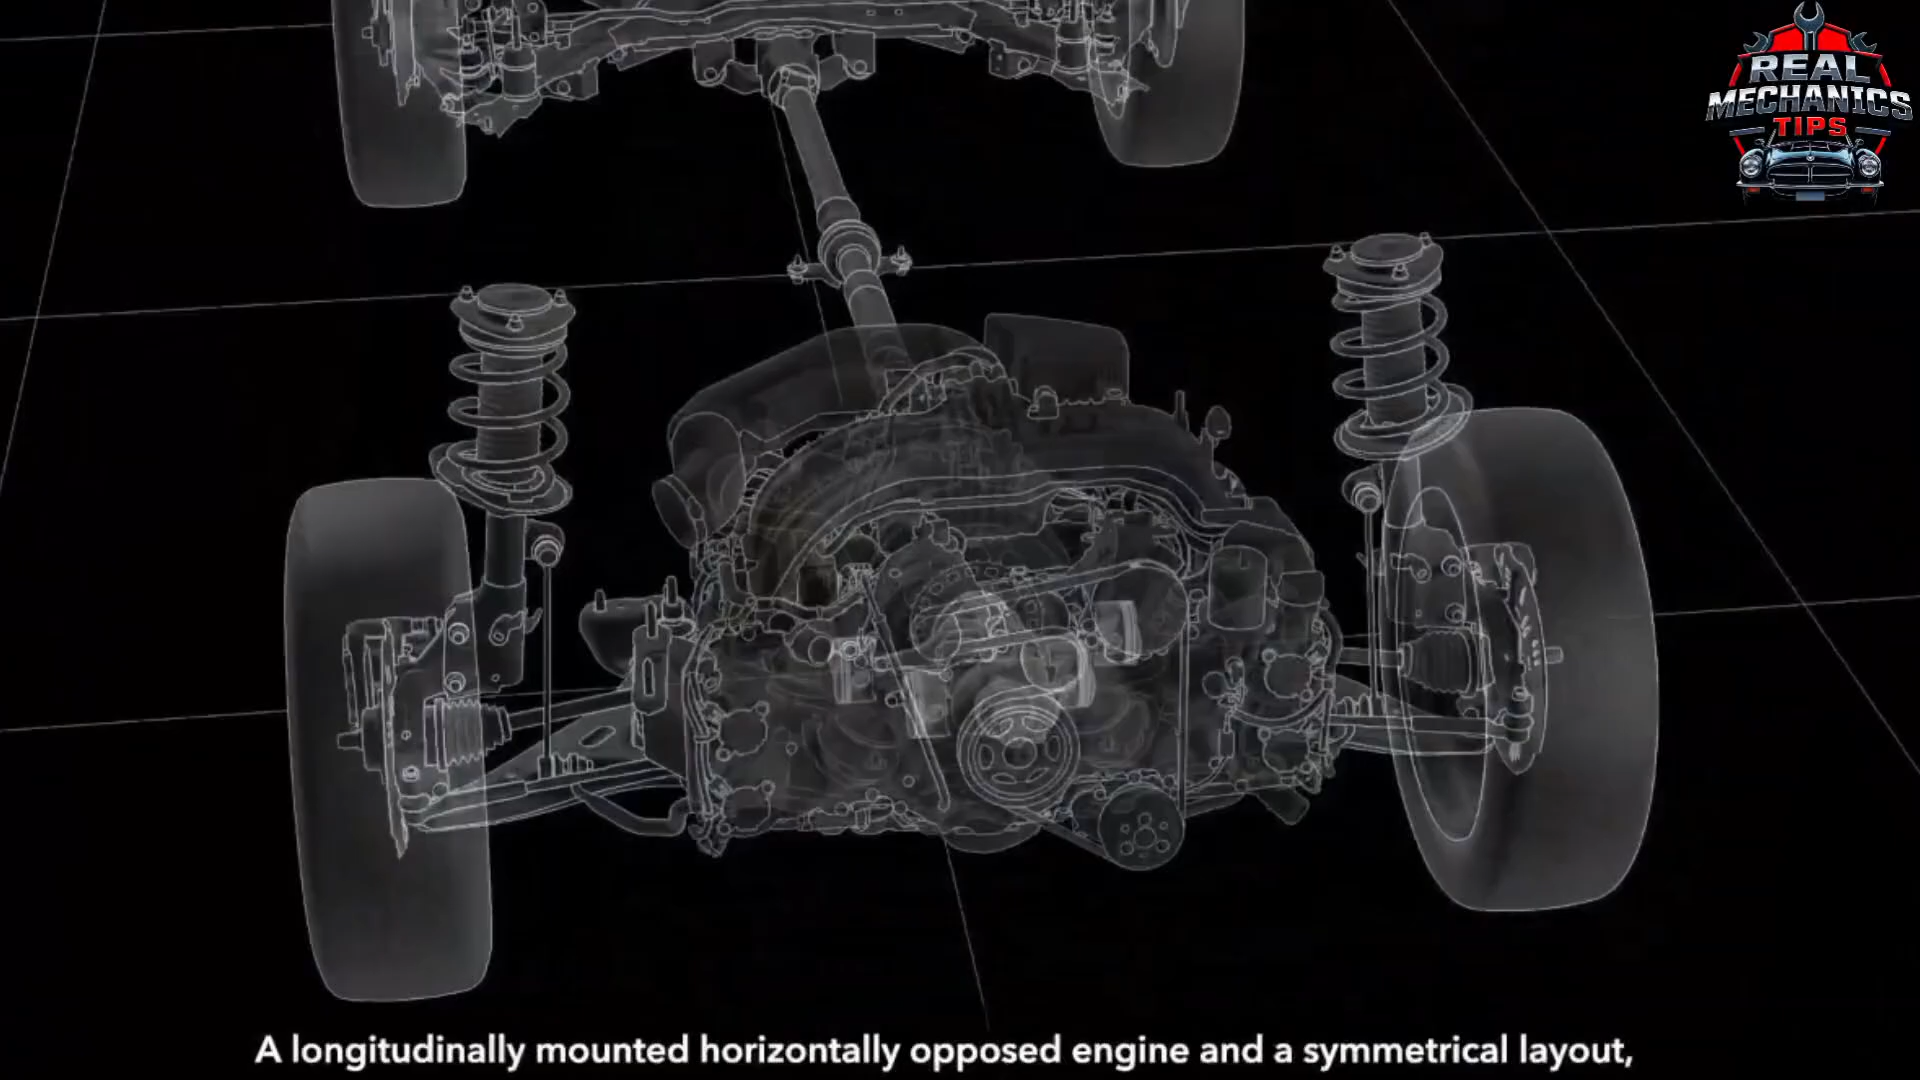 REAL
MECHANICS
TIPS
A longitudinally mounted horizontally opposed engine and a symmetrical layout,